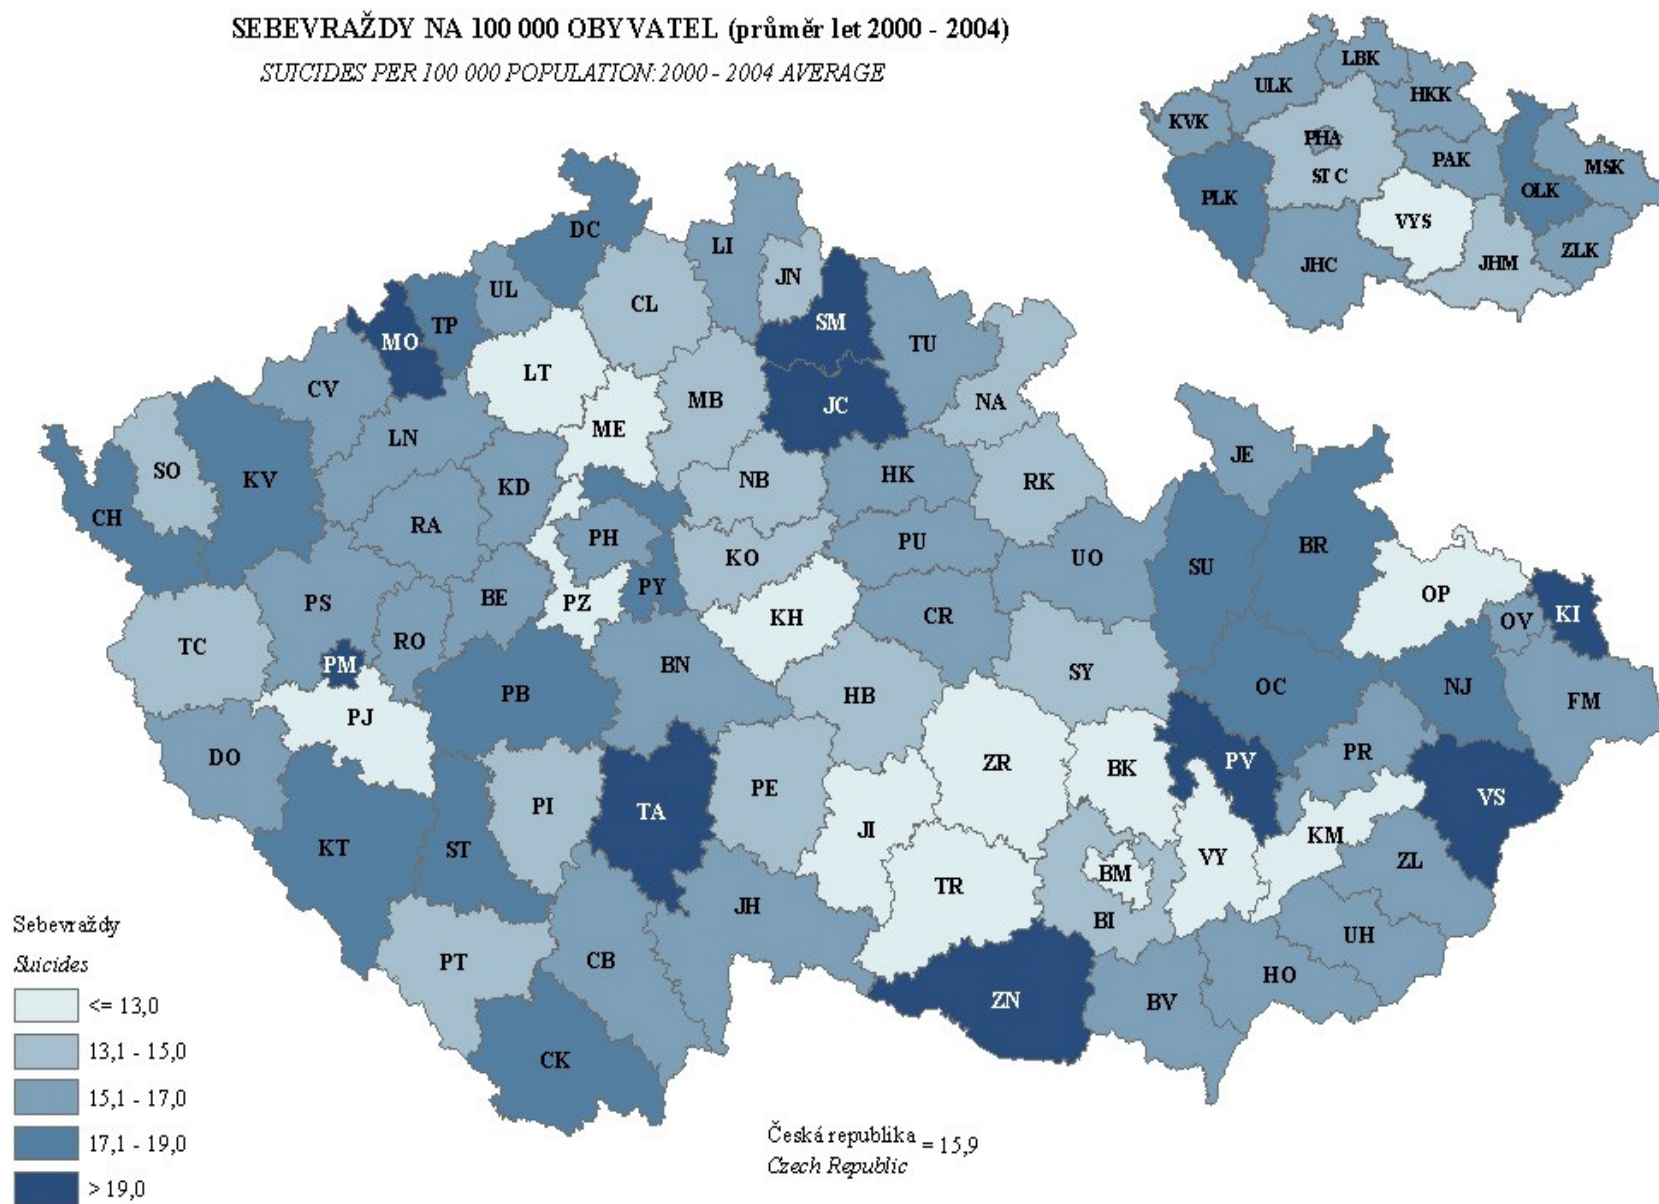 SEBEVRAŽDY NA 100 000 OBYVATEL (průměr let 2000 - 2004)
SUICIDES PER 100 000 POPULATION: 2000 - 2004 AVERAGE
LBK
ULK
HKK
KVK
PHA
PAK
MSK
STC
PLK
OLK
VYS
ZLK
JHC
JHM
DC
LI
JN
UL
CL
TP
SM
MO
TU
LT
CV
MB
JC
NA
ME
LN
JE
SO
KV
KD
NB
HK
RK
CH
RA
PH
KO
PU
UO
SU
BR
PS
BE
PZ
PY
OP
KI
OV
TC
RO
KH
CR
PM
BN
SY
PB
HB
OC
NJ
FM
PJ
DO
PR
PV
ZR
BK
PI
PE
VS
TA
JI
KT
ST
KM
VY
ZL
BM
TR
JH
BI
UH
PT
CB
HO
ZN
BV
CK
Sebevraždy
Suicides
<= 13,0
13,1 - 15,0
15,1 - 17,0
17,1 - 19,0
> 19,0
Česká republika = 15,9
Czech Republic